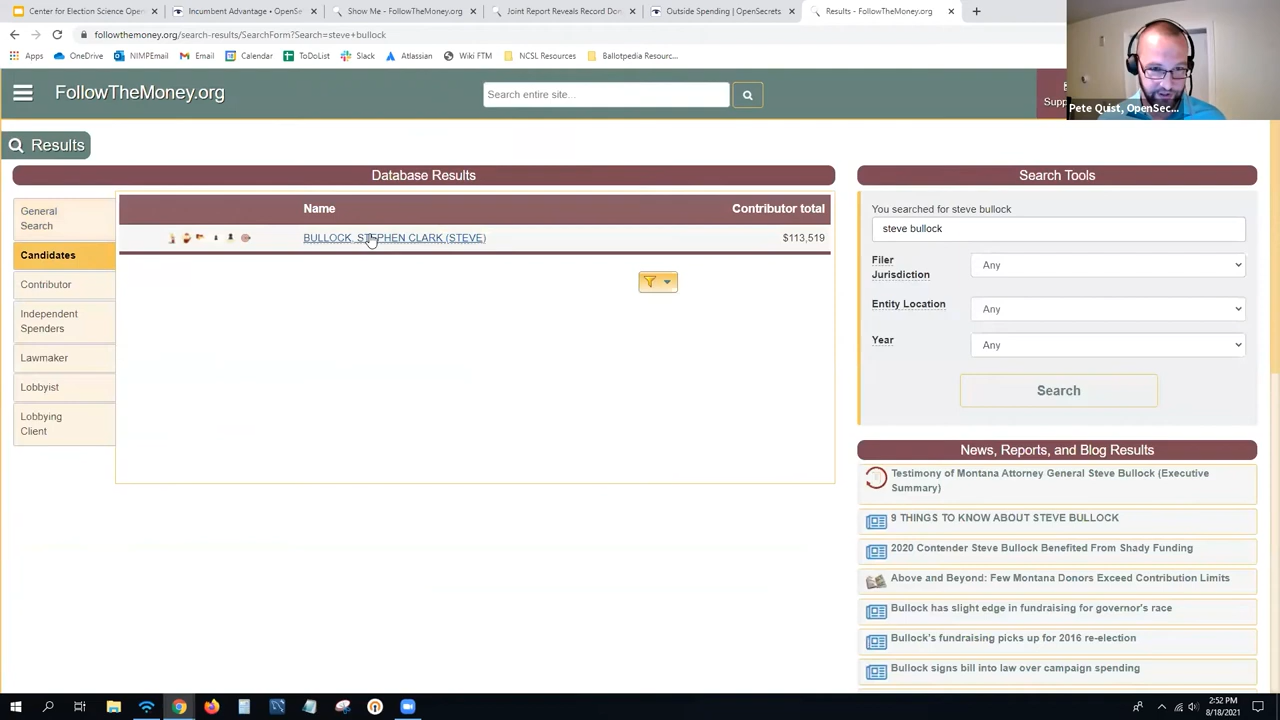 Center for Election Science Open
Incumbent Advantage • OpenSe
Show Me - FollowTheMoney.org
Joint Report Reveals Record Don
Outside Spending | OpenSecrets
Results - FollowTheMoney.org
followthemoney.org/search-results/SearchForm?Search=steve+bullock
Apps
OneDrive
NIMPEmail
Email
Calendar
ToDoList
Slack
Atlassian
Wiki FTM
NCSL Resources
Ballotpedia Resourc...
FollowTheMoney.org
Search entire site...
Pete Quist, OpenSec...
Results
Database Results
General
Search
Candidates
Contributor
Independent
Spenders
Lawmaker
Lobbyist
Lobbying
Client
Name
Contributor total
BULLOCK, STEPHEN CLARK (STEVE)
$113,519
Search Tools
You searched for steve bullock
steve bullock
Filer
Jurisdiction
Any
Entity Location
Any
Year
Any
Search
News, Reports, and Blog Results
Testimony of Montana Attorney General Steve Bullock (Executive
Summary)
9 THINGS TO KNOW ABOUT STEVE BULLOCK
2020 Contender Steve Bullock Benefited From Shady Funding
Above and Beyond: Few Montana Donors Exceed Contribution Limits
Bullock has slight edge in fundraising for governor's race
Bullock's fundraising picks up for 2016 re-election
Bullock signs bill into law over campaign spending
2:52 PM
8/18/2021